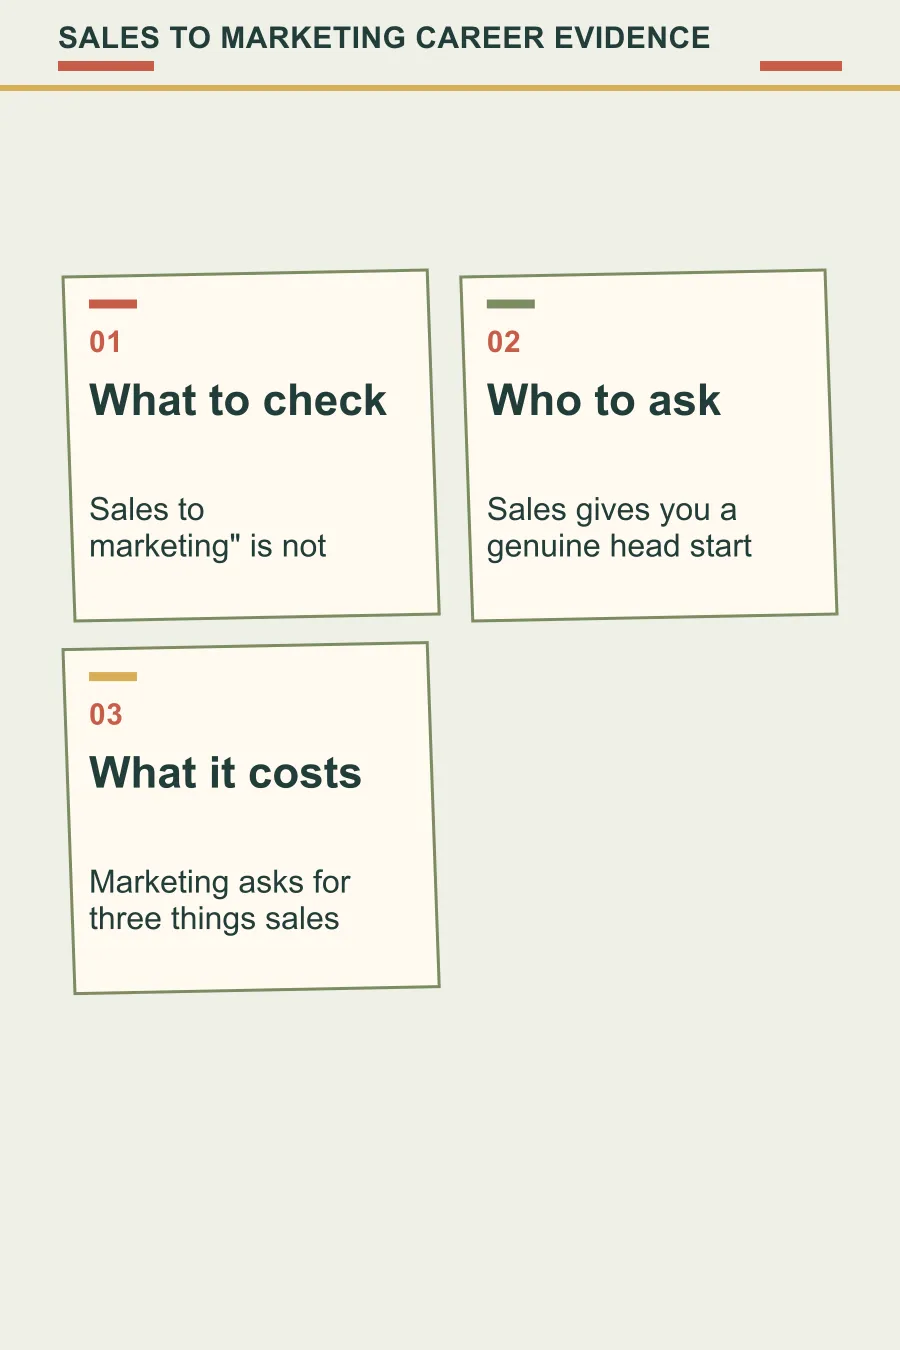 SALES TO MARKETING CAREER EVIDENCE
01
What to check
Sales to
marketing" is not
02
Who to ask
Sales gives you a
genuine head start
03
What it costs
Marketing asks for
three things sales